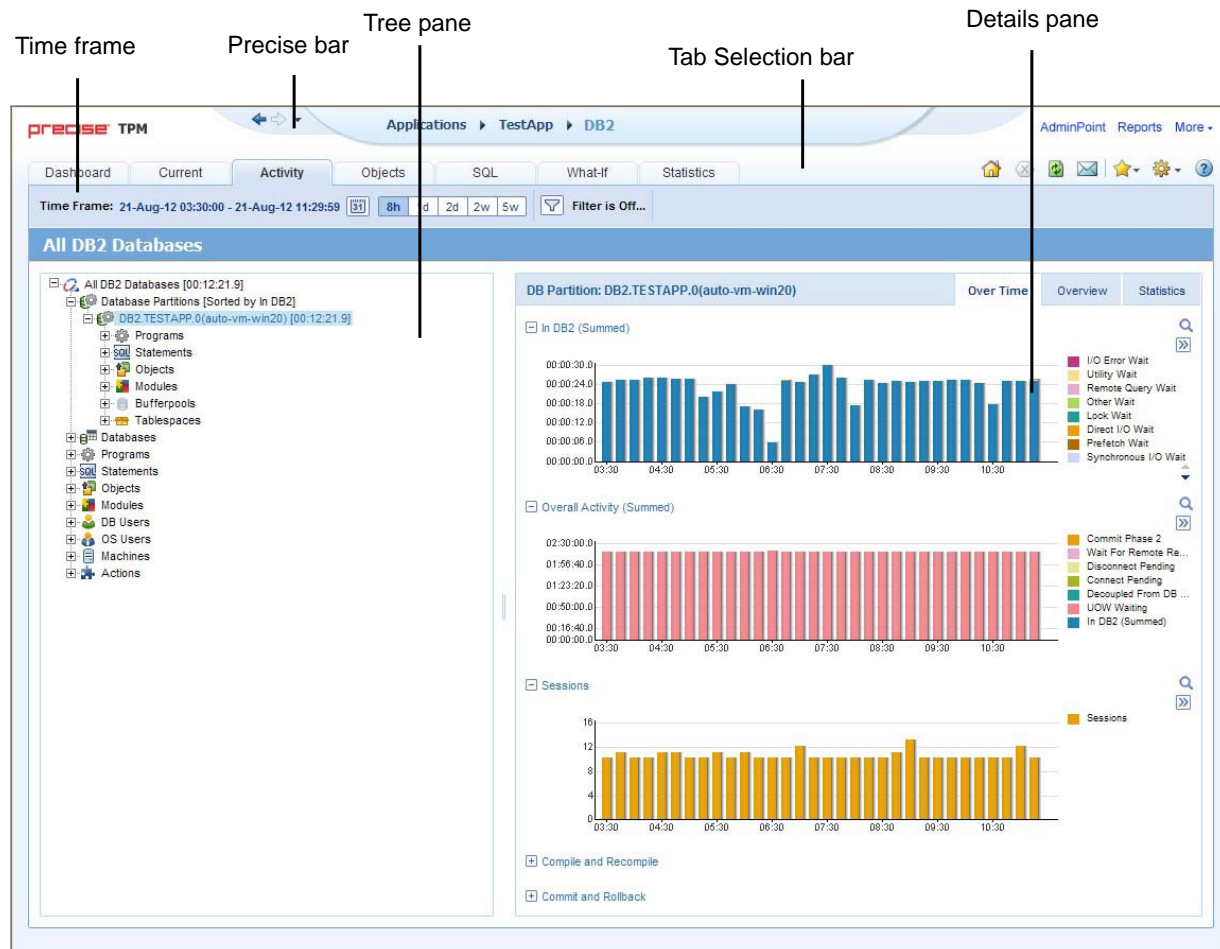 Time frame
Precise bar
Tree pane
Tab Selection bar
Details pane
precise TPM
Applications TestApp DB2
AdminPoint Reports More
Dashboard Current Activity Objects SQL What-If Statistics
Time Frame: 21-Aug-12 03:30:00 - 21-Aug-12 11:29:59 31 8h d 2d 2w 5w Filter is Off...
All DB2 Databases
All DB2 Databases [00:12:21.9]
Database Partitions [Sorted by In DB2]
DB2.TESTAPP.0(auto-vm-win20) [00:12:21.9]
Programs
SQL Statements
Objects
Modules
Bufferpools
Tablespaces
Databases
Programs
SQL Statements
Objects
Modules
DB Users
OS Users
Machines
Actions
DB Partition: DB2.TESTAPP.0(auto-vm-win20) Over Time Overview Statistics
In DB2 (Summed)
00:00:30.0
00:00:24.0
00:00:18.0
00:00:12.0
00:00:06.0
00:00:00.0
03:30 04:30 05:30 06:30 07:30 08:30 09:30 10:30
I/O Error Wait
Utility Wait
Remote Query Wait
Other Wait
Lock Wait
Direct I/O Wait
Prefetch Wait
Synchronous I/O Wait
Overall Activity (Summed)
02:30:00.0
01:56:40.0
01:23:20.0
00:50:00.0
00:16:40.0
00:00:00.0
03:30 04:30 05:30 06:30 07:30 08:30 09:30 10:30
Commit Phase 2
Wait For Remote Re...
Disconnect Pending
Connect Pending
Decoupled From DB ...
UOW Waiting
In DB2 (Summed)
Sessions
16
12
8
4
0
03:30 04:30 05:30 06:30 07:30 08:30 09:30 10:30
Sessions
Compile and Recompile
Commit and Rollback